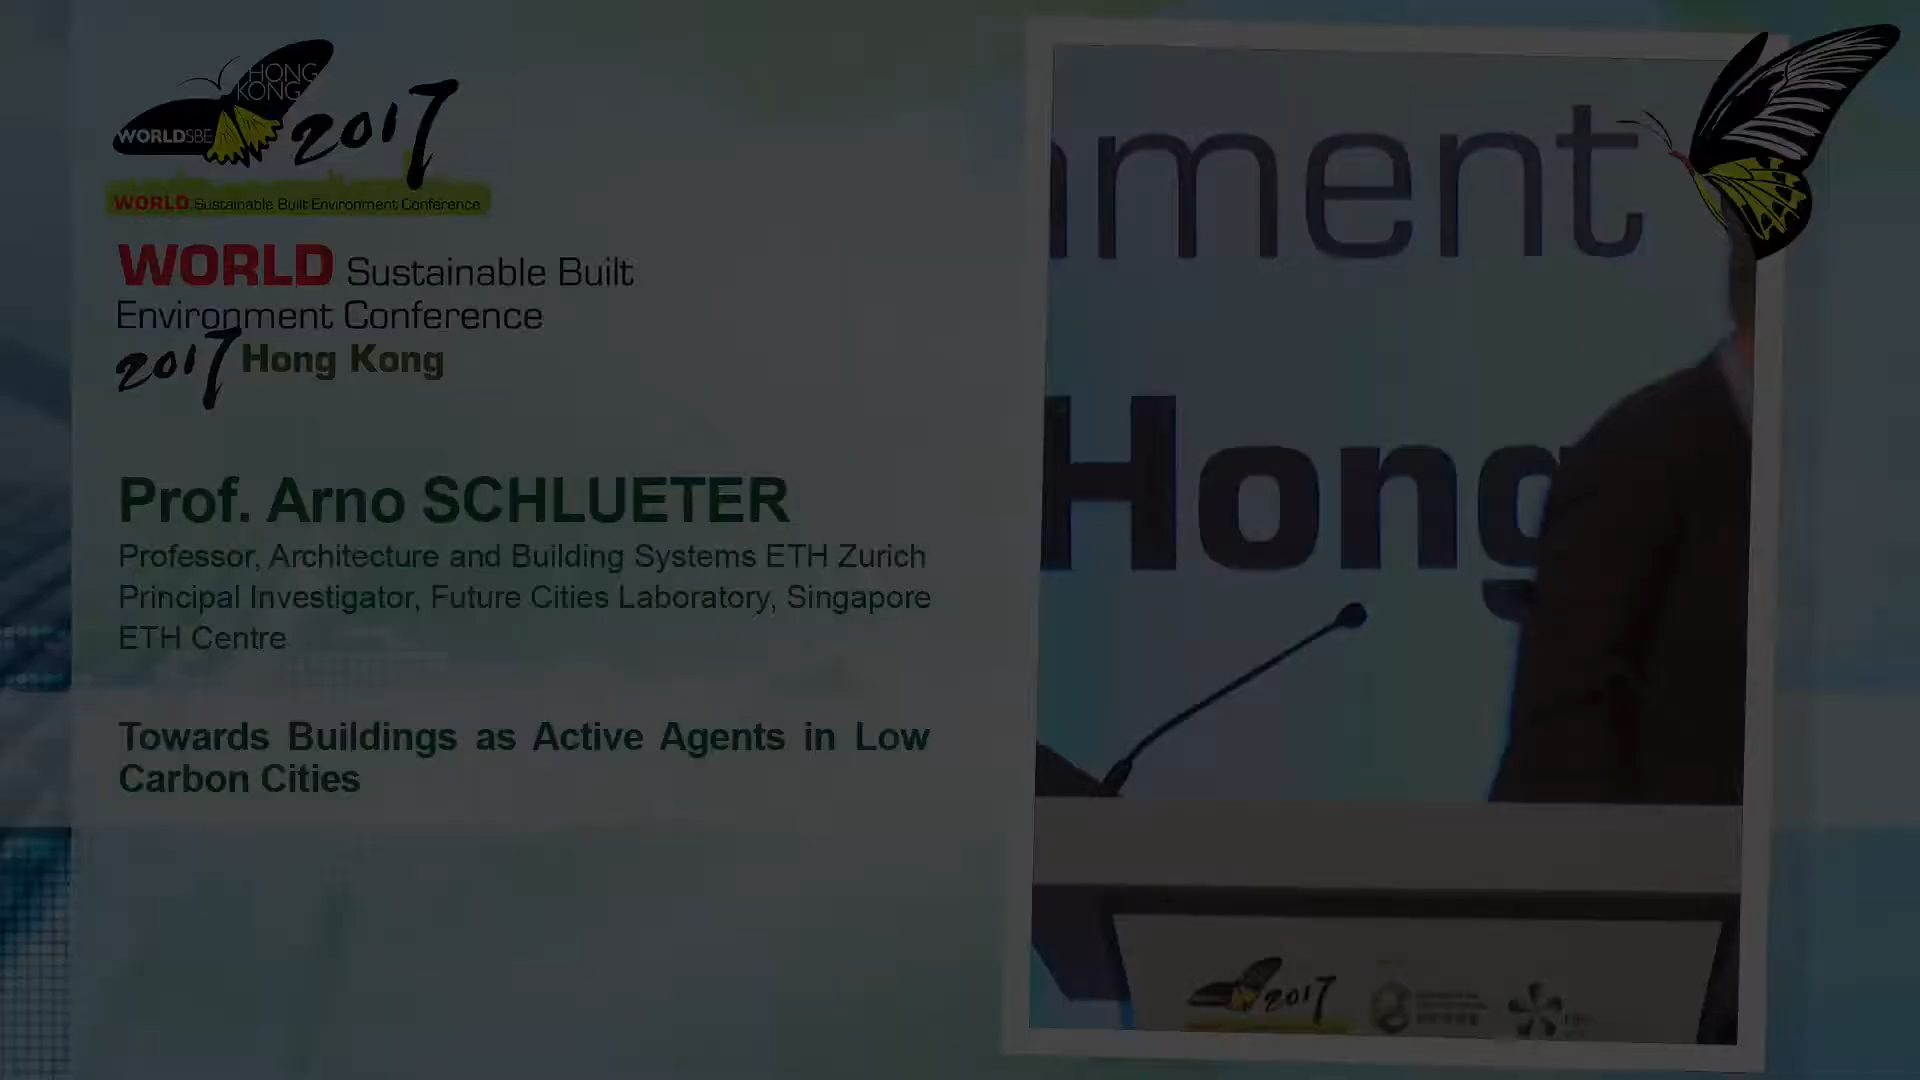 HONG
KONG
WORLDSBE
2017
WORLD Sustainable Built Environment Conference
WORLD Sustainable Built
Environment Conference
2017 Hong Kong
Prof. Arno SCHLUETER
Professor, Architecture and Building Systems ETH Zurich
Principal Investigator, Future Cities Laboratory, Singapore
ETH Centre
Towards Buildings as Active Agents in Low
Carbon Cities
nment
Hong
2017